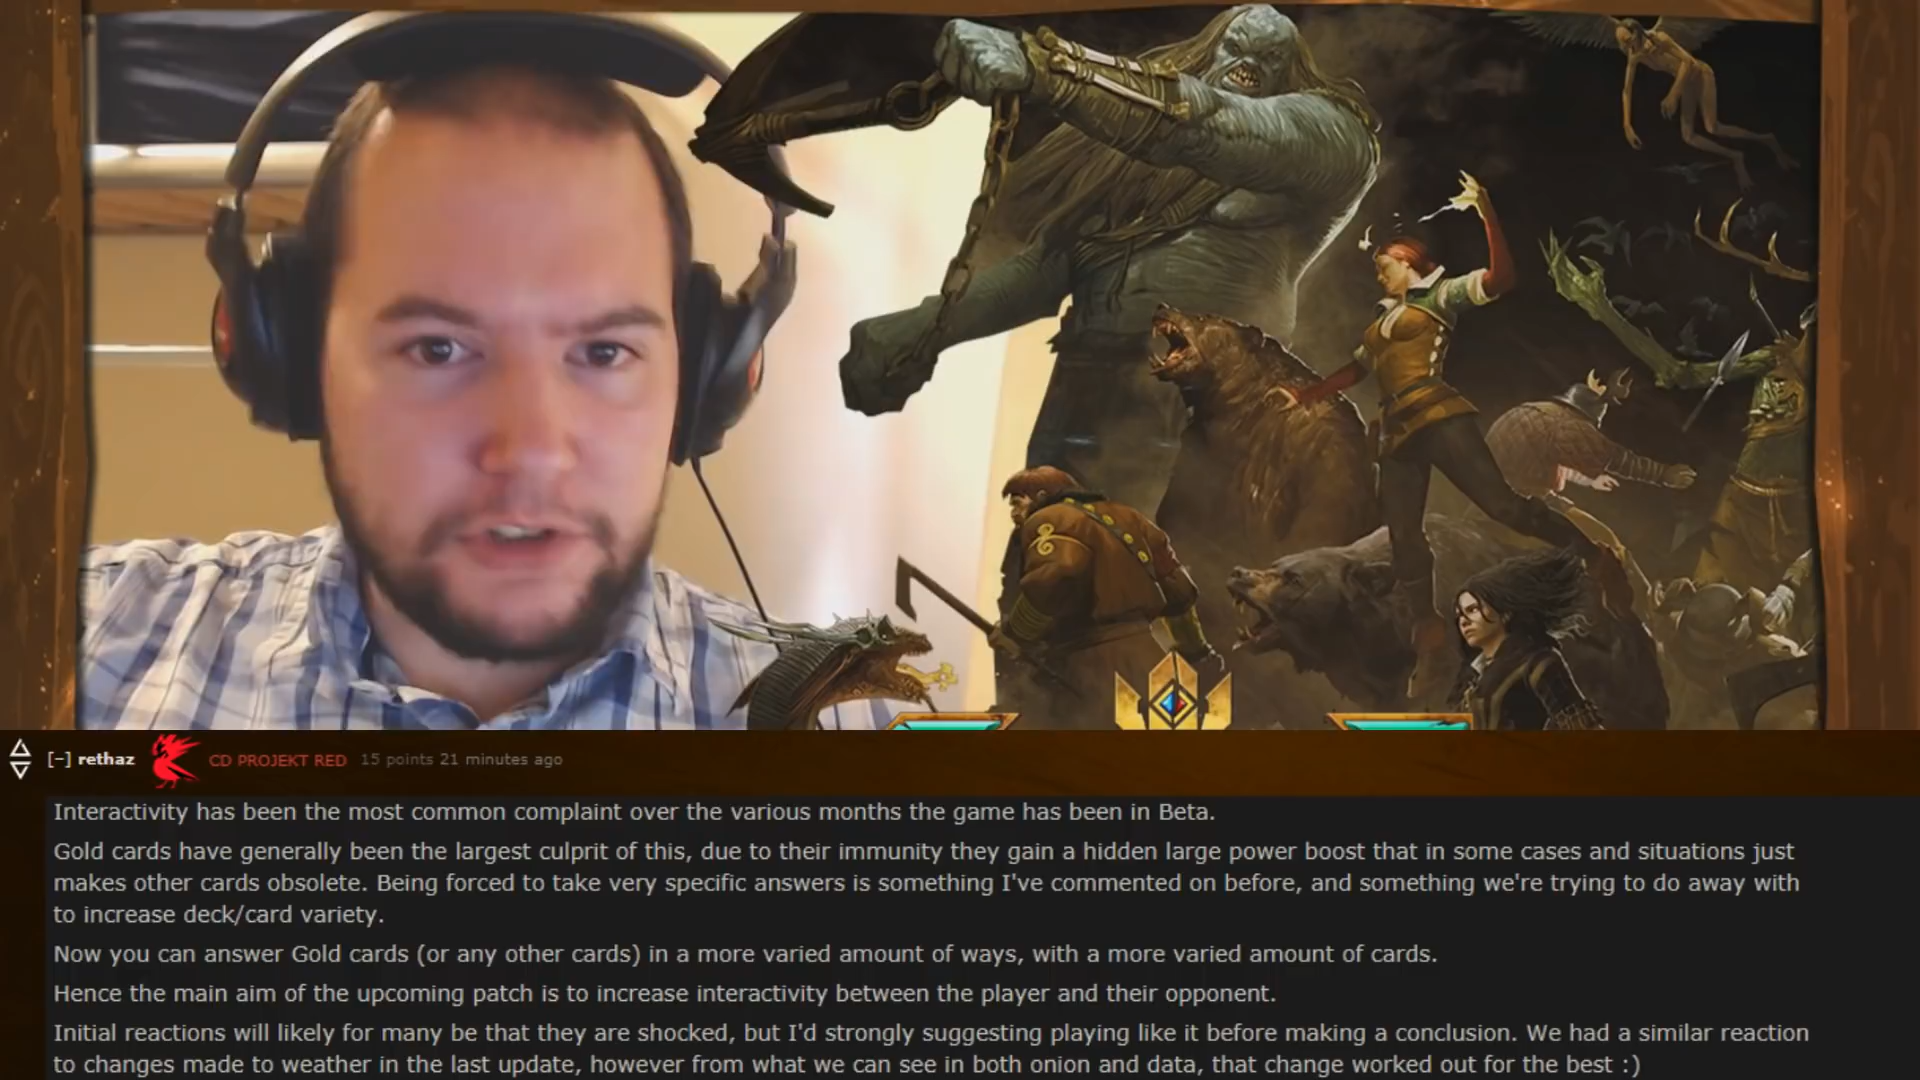 [-] rethaz CD PROJEKT RED 15 points 21 minutes ago
Interactivity has been the most common complaint over the various months the game has been in Beta.
Gold cards have generally been the largest culprit of this, due to their immunity they gain a hidden large power boost that in some cases and situations just
makes other cards obsolete. Being forced to take very specific answers is something I've commented on before, and something we're trying to do away with
to increase deck/card variety.
Now you can answer Gold cards (or any other cards) in a more varied amount of ways, with a more varied amount of cards.
Hence the main aim of the upcoming patch is to increase interactivity between the player and their opponent.
Initial reactions will likely for many be that they are shocked, but I'd strongly suggesting playing like it before making a conclusion. We had a similar reaction
to changes made to weather in the last update, however from what we can see in both onion and data, that change worked out for the best :)